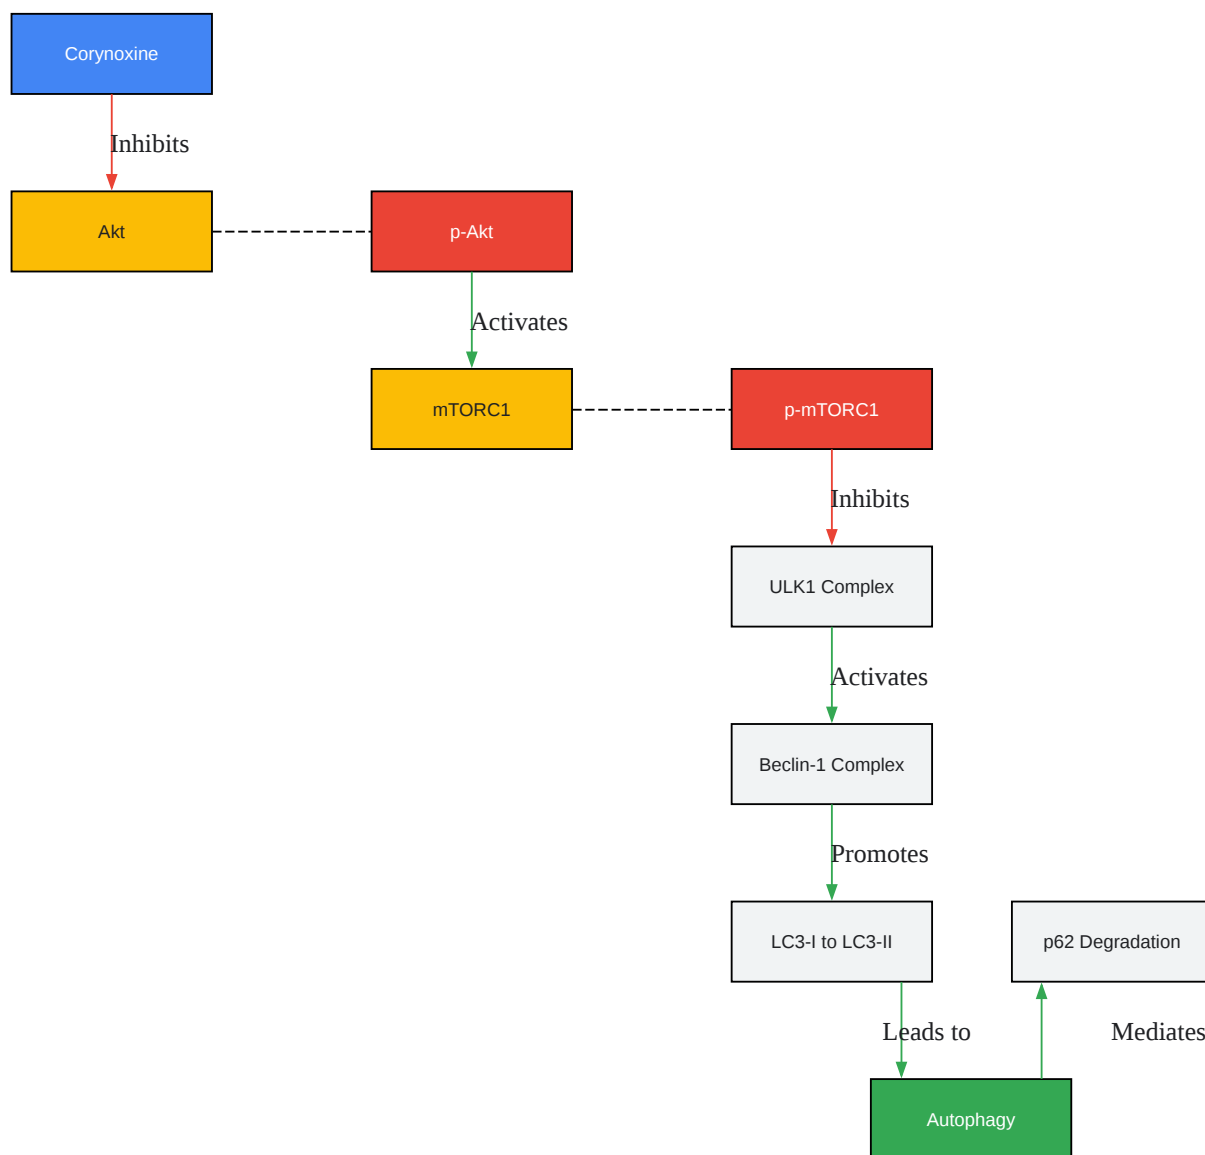 Corynoxine
Inhibits
Akt
p-Akt
Activates
mTORC1
p-mTORC1
Inhibits
ULK1 Complex
Activates
Beclin-1 Complex
Promotes
LC3-I to LC3-II
p62 Degradation
Leads to
Mediates
Autophagy